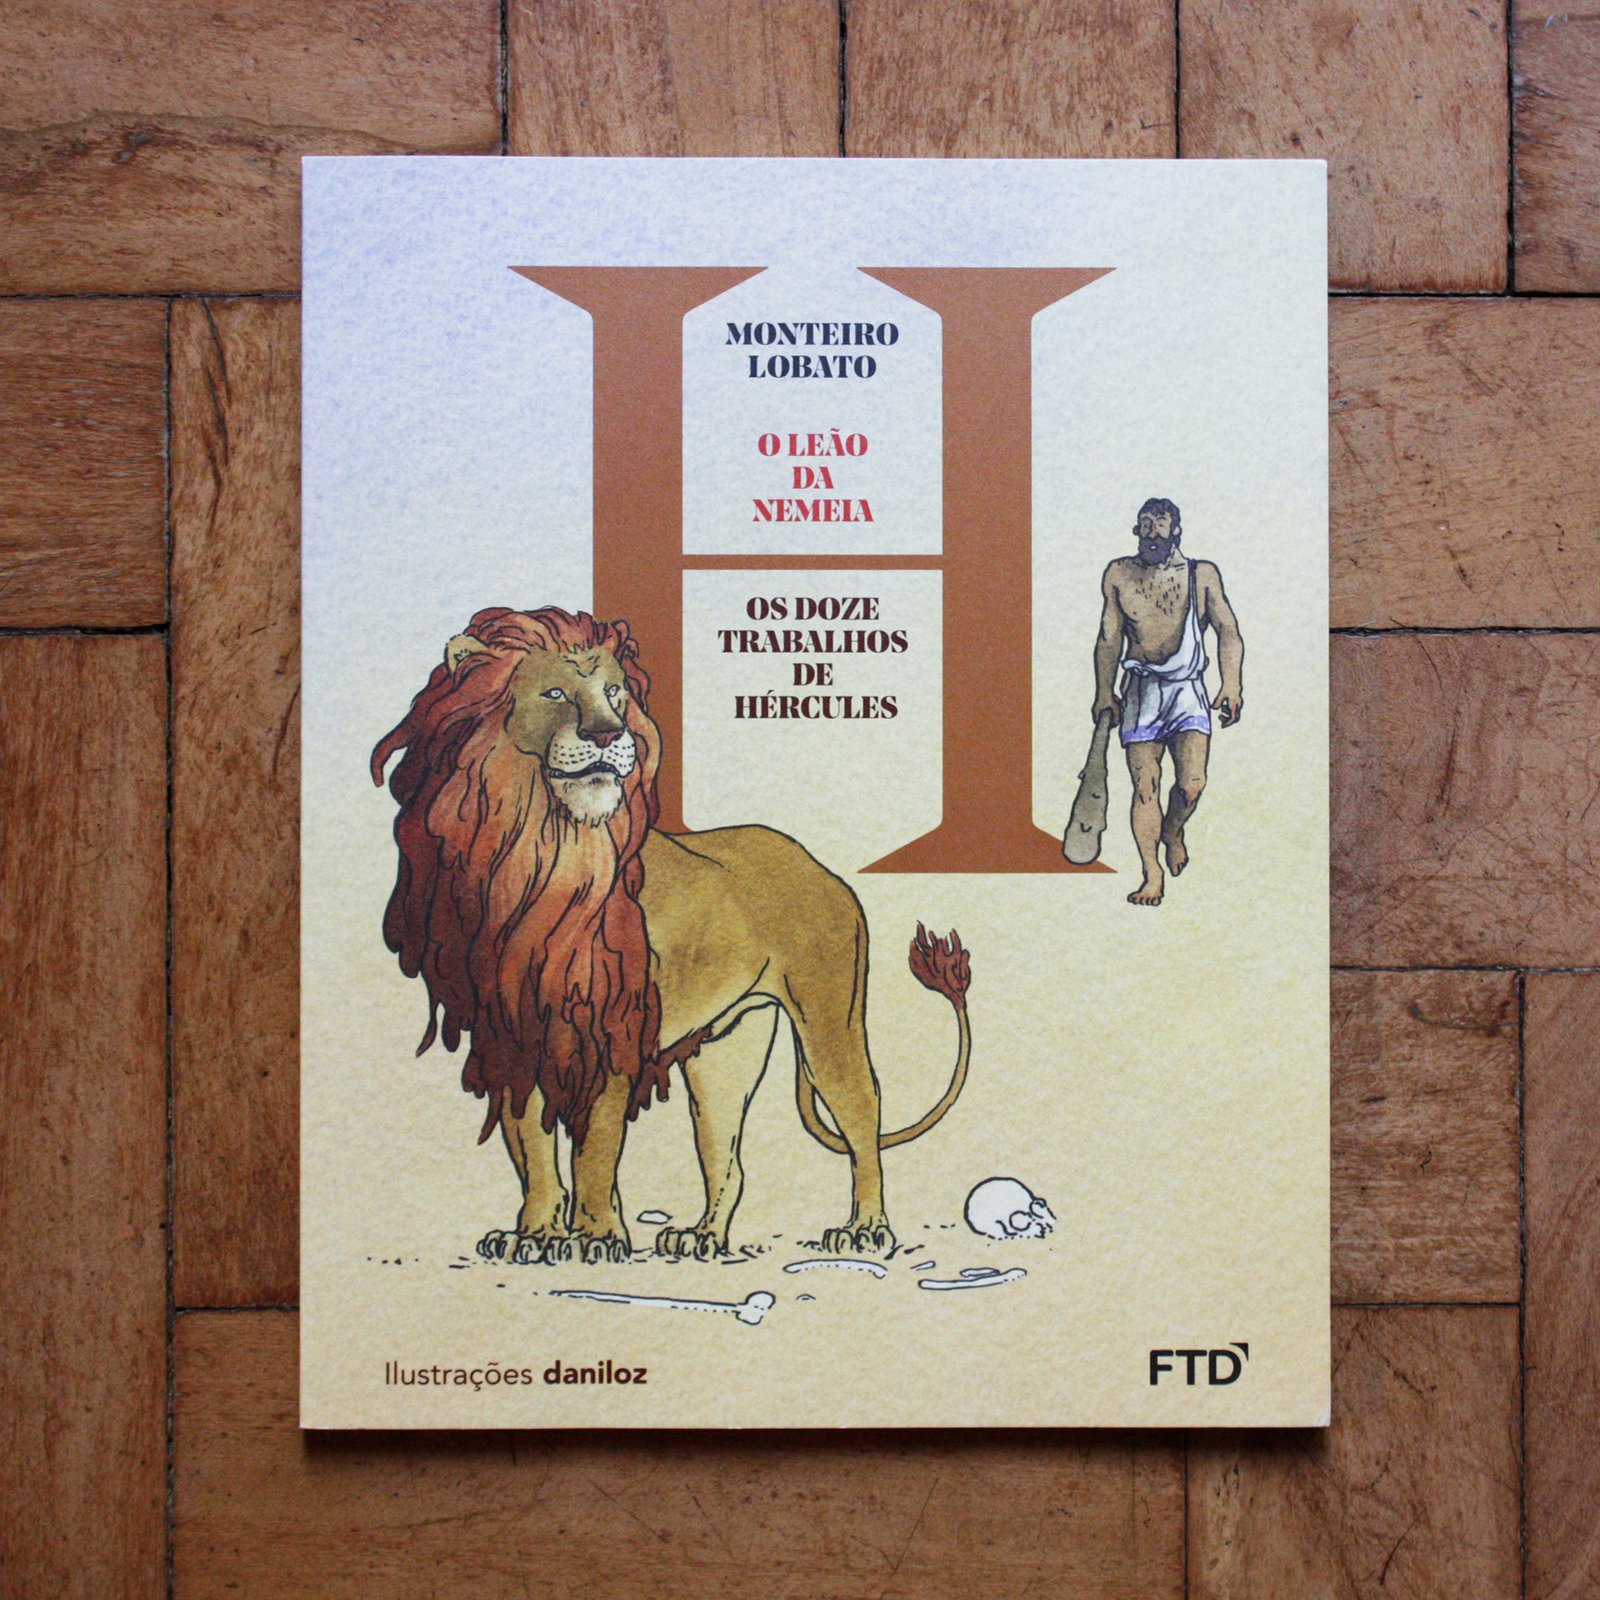 H
MONTEIRO
LOBATO
O LEÃO
DA
NEMEIA
OS DOZE
TRABALHOS
DE
HÉRCULES
Ilustrações daniloz
FTD